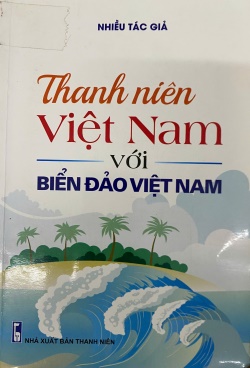 NHIỀU TÁC GIẢ
Thanh niên
Việt Nam
với
BIỂN ĐẢO VIỆT NAM
NHÀ XUẤT BẢN THANH NIÊN